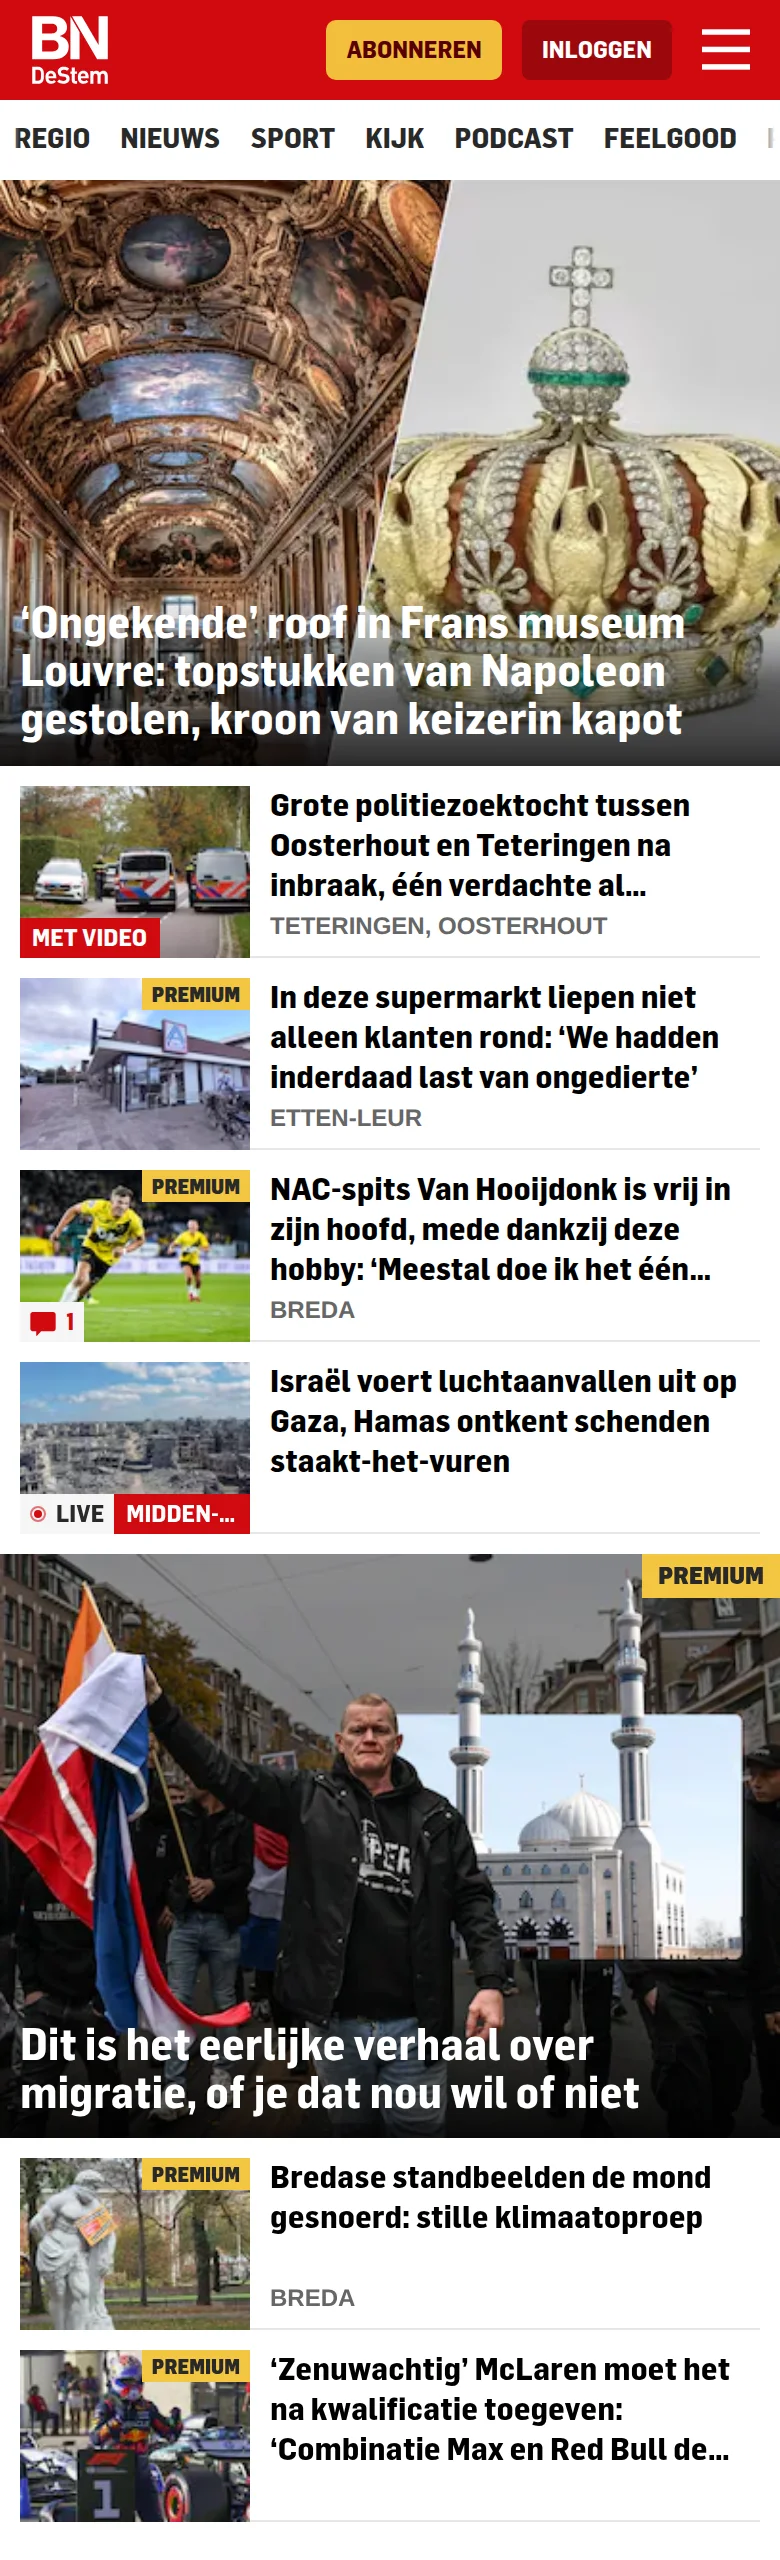 BN
DeStem
ABONNEREN
INLOGGEN
REGIO NIEUWS SPORT KIJK PODCAST FEELGOOD
‘Ongekende’ roof in Frans museum
Louvre: topstukken van Napoleon
gestolen, kroon van keizerin kapot
Grote politiezoektocht tussen
Oosterhout en Teteringen na
inbraak, één verdachte al...
MET VIDEO
TETERINGEN, OOSTERHOUT
PREMIUM
In deze supermarkt liepen niet
alleen klanten rond: ‘We hadden
inderdaad last van ongedierte’
ETTEN-LEUR
PREMIUM
NAC-spits Van Hooijdonk is vrij in
zijn hoofd, mede dankzij deze
hobby: ‘Meestal doe ik het één...
1
BREDA
Israël voert luchtaanvallen uit op
Gaza, Hamas ontkent schenden
staakt-het-vuren
LIVE MIDDEN-...
PREMIUM
Dit is het eerlijke verhaal over
migratie, of je dat nou wil of niet
PREMIUM
Bredase standbeelden de mond
gesnoerd: stille klimaatoproep
BREDA
PREMIUM
‘Zenuwachtig’ McLaren moet het
na kwalificatie toegeven:
‘Combinatie Max en Red Bull de...
1